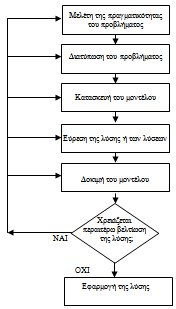 Μελέτη της πραγματικότητας
του προβλήματος
Διατύπωση του προβλήματος
Κατασκευή του μοντέλου
Εύρεση της λύσης ή των λύσεων
Δοκιμή του μοντέλου
Χρειάζεται
περαιτέρω βελτίωση
της λύσης;
ΝΑΙ
ΟΧΙ
Εφαρμογή της λύσης